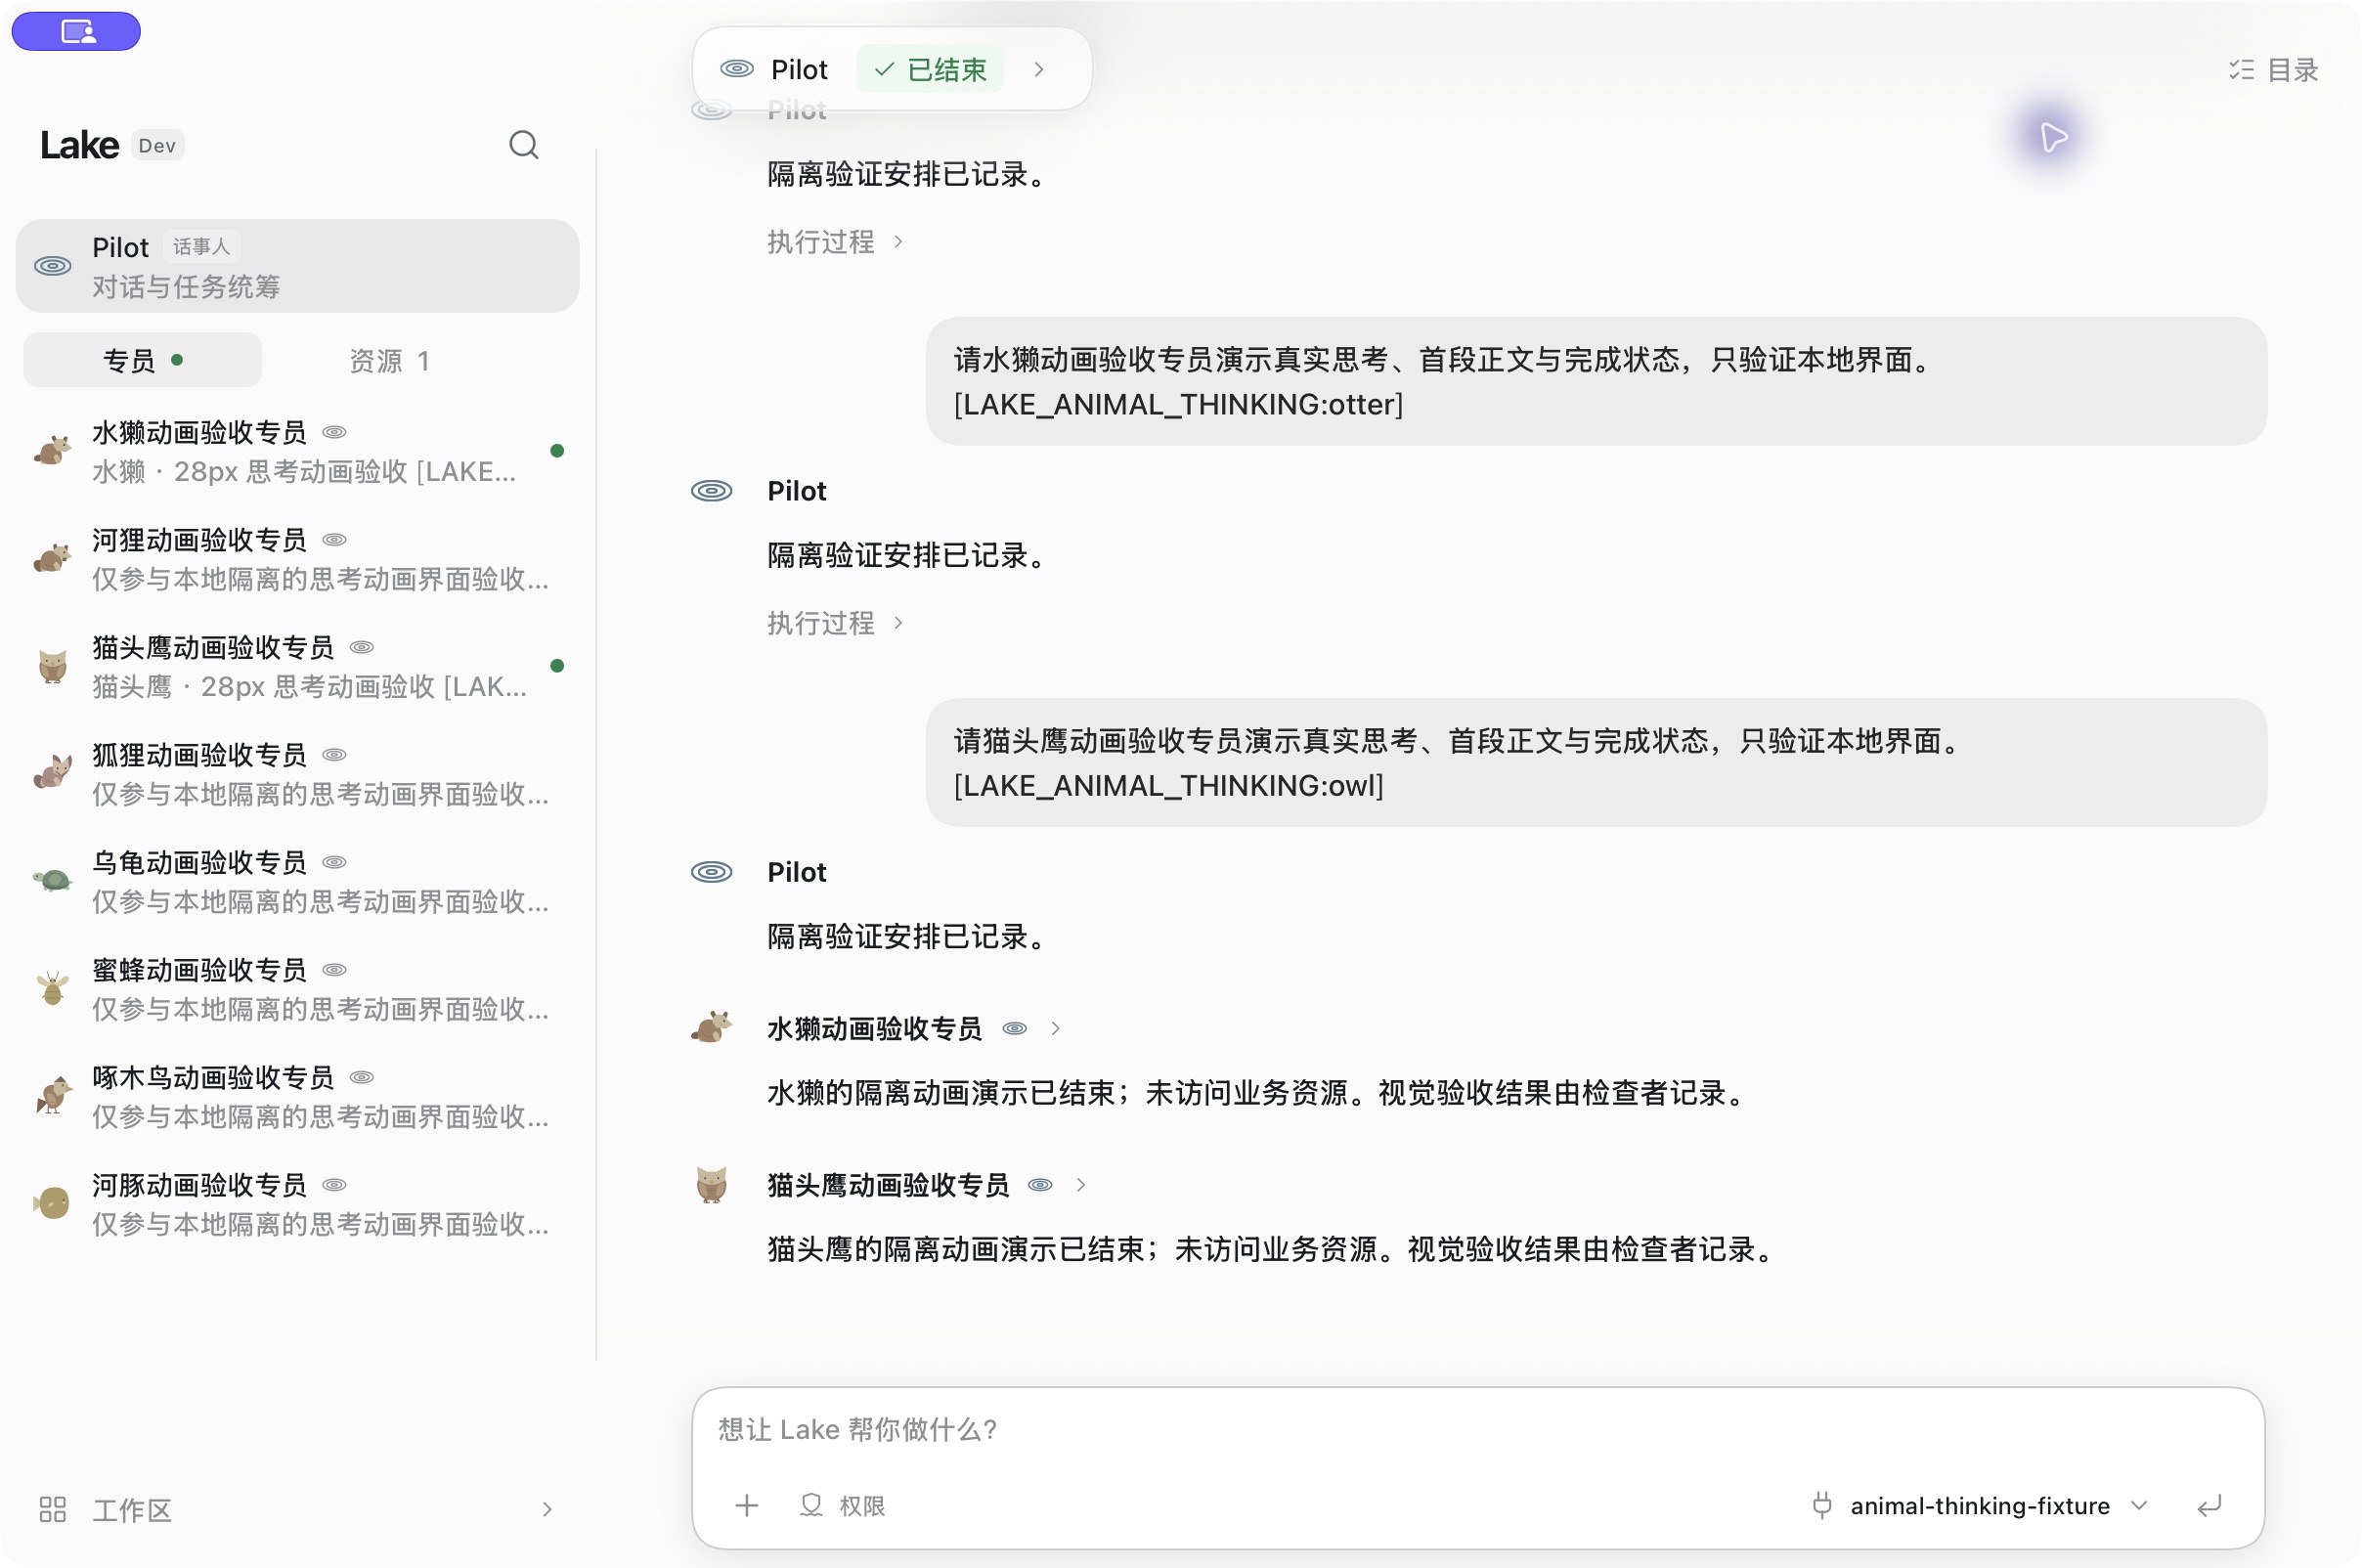 Lake Dev
Pilot 话事人
对话与任务统筹
专员
资源 1
水獭动画验收专员
水獭 · 28px 思考动画验收 [LAKE...
河狸动画验收专员
仅参与本地隔离的思考动画界面验收...
猫头鹰动画验收专员
猫头鹰 · 28px 思考动画验收 [LAK...
狐狸动画验收专员
仅参与本地隔离的思考动画界面验收...
乌龟动画验收专员
仅参与本地隔离的思考动画界面验收...
蜜蜂动画验收专员
仅参与本地隔离的思考动画界面验收...
啄木鸟动画验收专员
仅参与本地隔离的思考动画界面验收...
河豚动画验收专员
仅参与本地隔离的思考动画界面验收...
工作区
Pilot 已结束
目录
Pilot
隔离验证安排已记录。
执行过程
请水獭动画验收专员演示真实思考、首段正文与完成状态，只验证本地界面。
[LAKE_ANIMAL_THINKING:otter]
Pilot
隔离验证安排已记录。
执行过程
请猫头鹰动画验收专员演示真实思考、首段正文与完成状态，只验证本地界面。
[LAKE_ANIMAL_THINKING:owl]
Pilot
隔离验证安排已记录。
水獭动画验收专员
水獭的隔离动画演示已结束；未访问业务资源。视觉验收结果由检查者记录。
猫头鹰动画验收专员
猫头鹰的隔离动画演示已结束；未访问业务资源。视觉验收结果由检查者记录。
想让 Lake 帮你做什么?
权限
animal-thinking-fixture